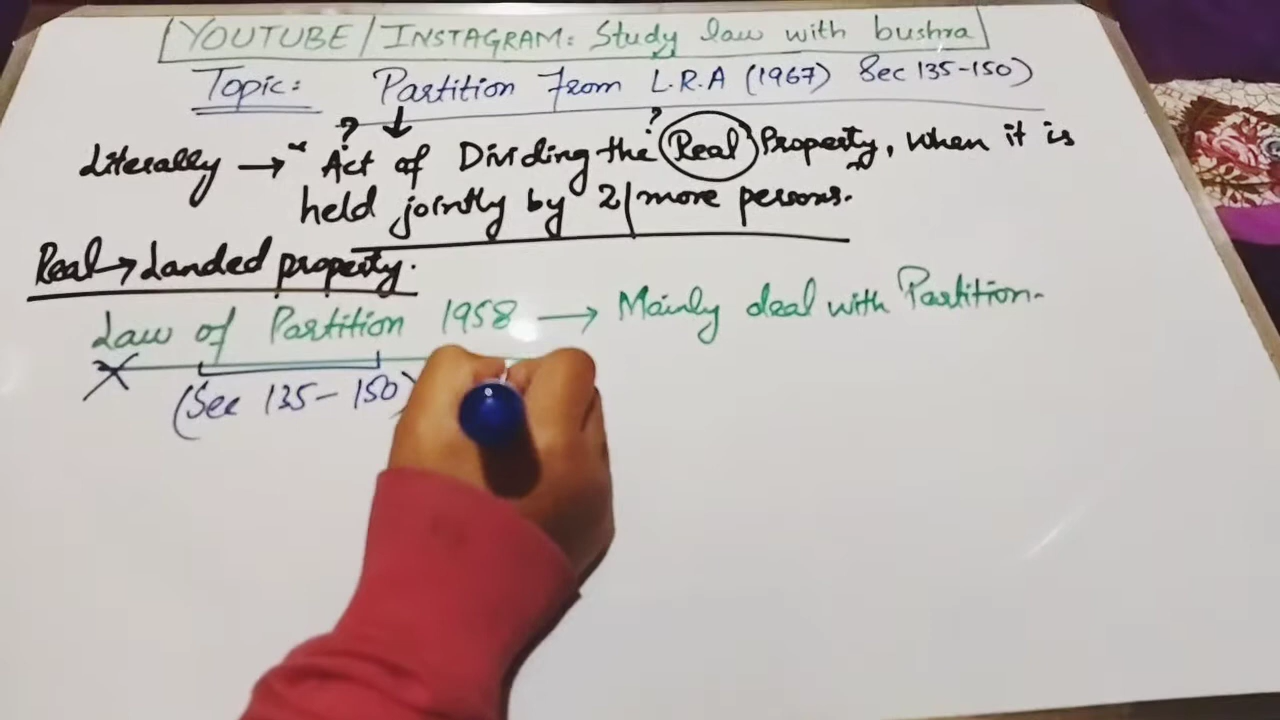 YOUTUBE/INSTAGRAM: Study law with bushra
Topic: Partition From L.R.A (1967) Sec 135-150)
? ?
Literally → " Act of Dividing the Real Property, when it is
held jointly by 2/more persons.
Real → Landed property.
Law of Partition 1958 → Mainly deal with Partition.
(Sec 135-150)